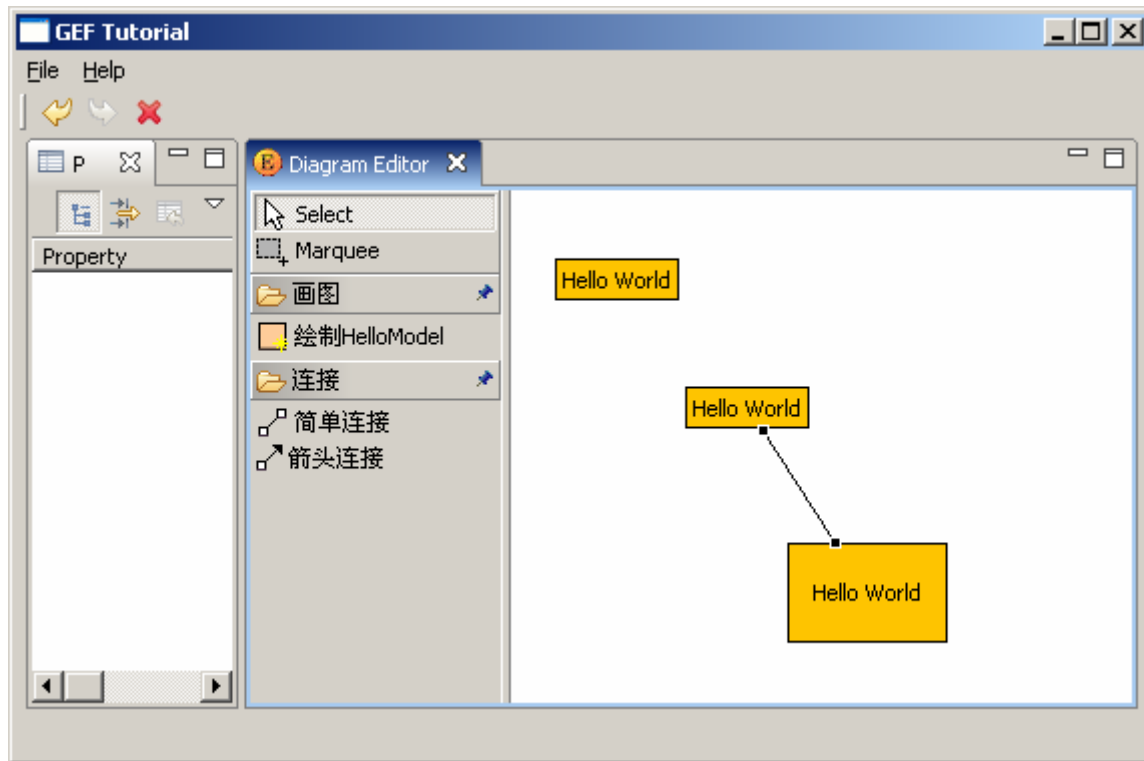 GEF Tutorial
File Help
P
Diagram Editor
Property
Select
Marquee
画图
绘制HelloModel
连接
简单连接
箭头连接
Hello World
Hello World
Hello World